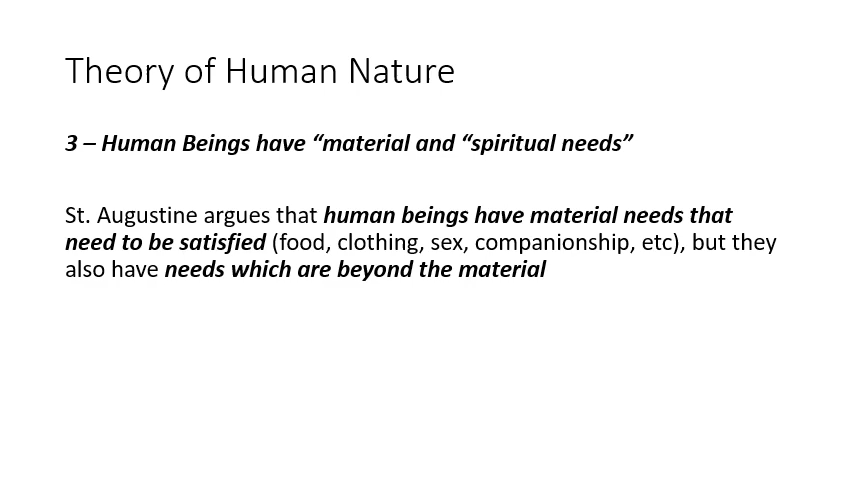 Theory of Human Nature
3 – Human Beings have “material and “spiritual needs”
St. Augustine argues that human beings have material needs that
need to be satisfied (food, clothing, sex, companionship, etc), but they
also have needs which are beyond the material